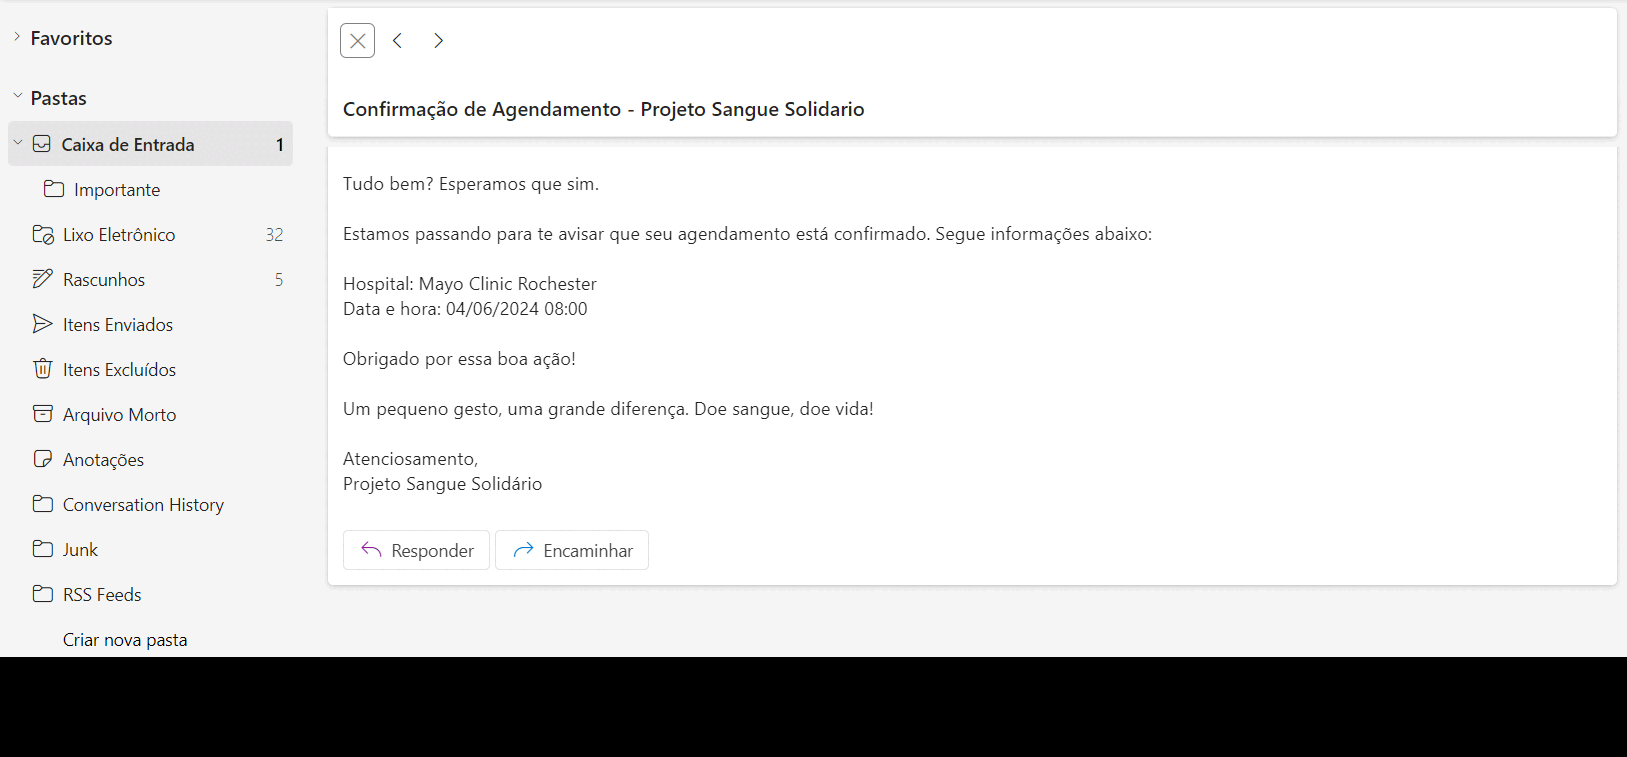 Favoritos
Pastas
Caixa de Entrada 1
Importante
Lixo Eletrônico 32
Rascunhos 5
Itens Enviados
Itens Excluídos
Arquivo Morto
Anotações
Conversation History
Junk
RSS Feeds
Criar nova pasta
Confirmação de Agendamento - Projeto Sangue Solidario
Tudo bem? Esperamos que sim.
Estamos passando para te avisar que seu agendamento está confirmado. Segue informações abaixo:
Hospital: Mayo Clinic Rochester
Data e hora: 04/06/2024 08:00
Obrigado por essa boa ação!
Um pequeno gesto, uma grande diferença. Doe sangue, doe vida!
Atenciosamento,
Projeto Sangue Solidário
Responder
Encaminhar